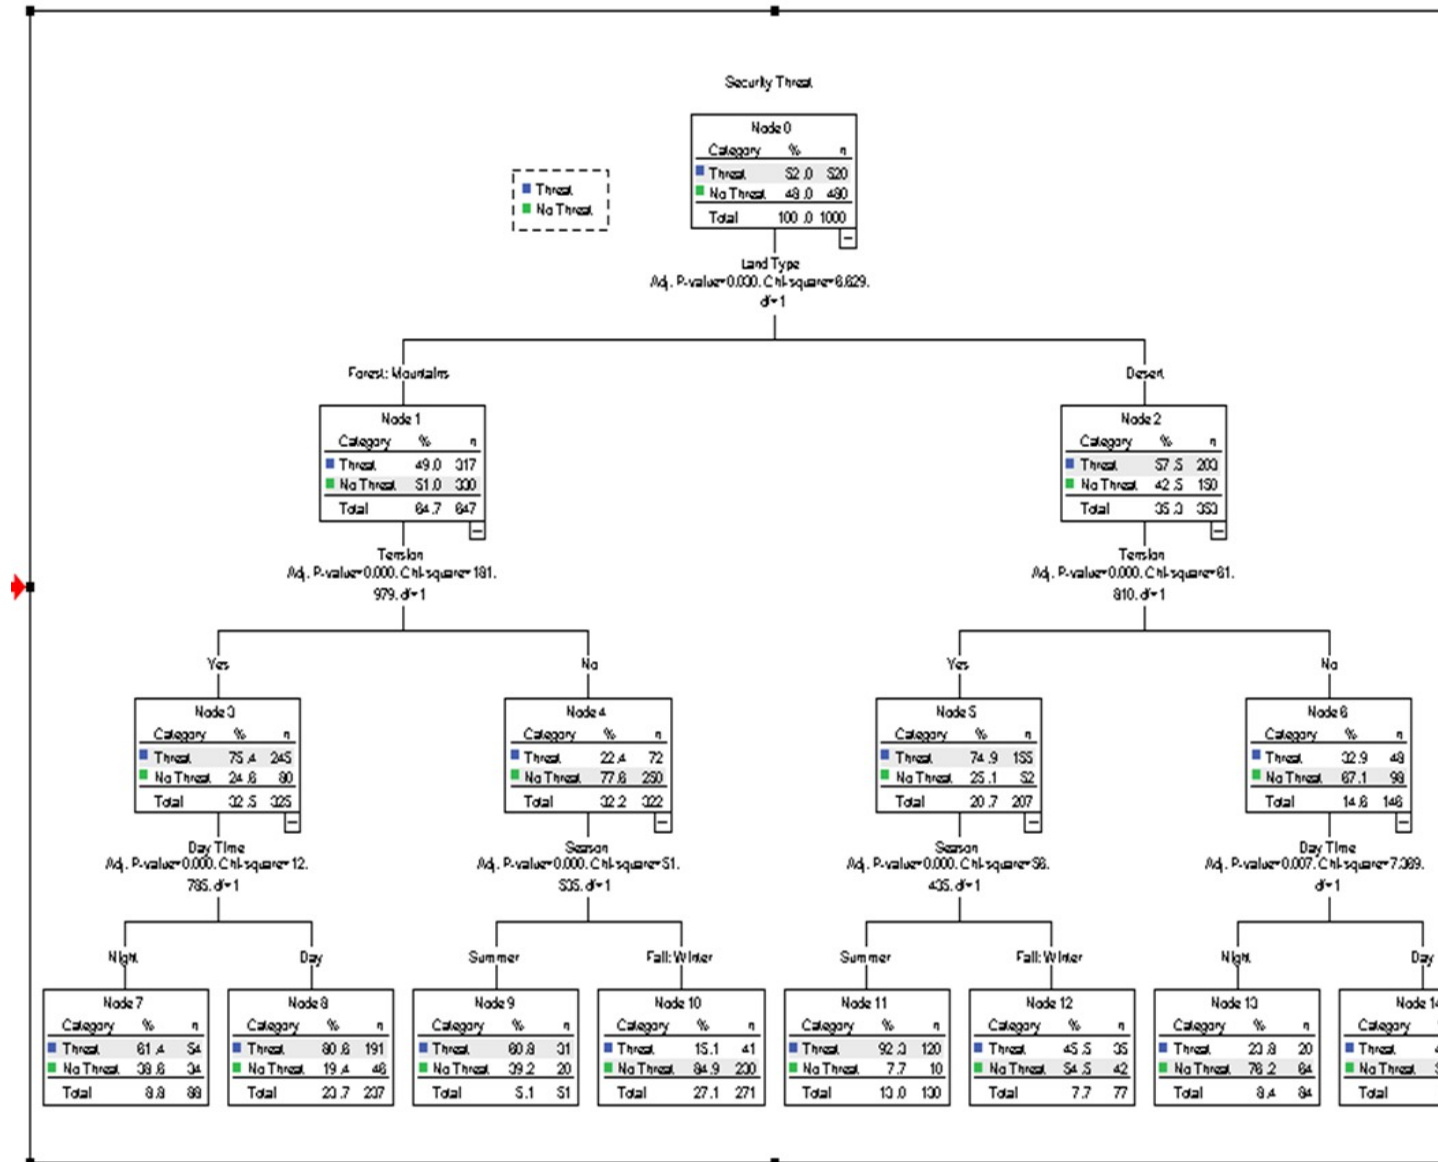 Security Threat
Node 0
Category % n
Threat 52.0 520
No Threat 48.0 480
Total 100.0 1000
Threat
No Threat
Land Type
df=1
Forest; Mountains
Desert
Node 1
Category % n
Threat 49.0 317
No Threat 51.0 330
Total 64.7 647
Node 2
Category % n
Threat 57.5 203
No Threat 42.5 150
Total 35.3 353
Tension
Adj. P-value=0.000, Chi-square=181.
979, df=1
Tension
Adj. P-value=0.000, Chi-square=61.
810, df=1
Yes
No
Yes
No
Node 3
Category % n
Threat 75.4 245
No Threat 24.6 80
Total 32.5 325
Node 4
Category % n
Threat 22.4 72
No Threat 77.6 250
Total 32.2 322
Node 5
Category % n
Threat 74.9 155
No Threat 25.1 52
Total 20.7 207
Node 6
Category % n
Threat 32.9 48
No Threat 67.1 98
Total 14.6 146
Day Time
Adj. P-value=0.000, Chi-square=12.
785, df=1
Season
Adj. P-value=0.000, Chi-square=51.
535, df=1
Season
Adj. P-value=0.000, Chi-square=56.
435, df=1
Day Time
Adj. P-value=0.007, Chi-square=7.369,
df=1
Night
Day
Summer
Fall; Winter
Summer
Fall; Winter
Night
Day
Node 7
Category % n
Threat 61.4 54
No Threat 38.6 34
Total 8.8 88
Node 8
Category % n
Threat 80.6 191
No Threat 19.4 46
Total 23.7 237
Node 9
Category % n
Threat 60.8 31
No Threat 39.2 20
Total 5.1 51
Node 10
Category % n
Threat 15.1 41
No Threat 84.9 230
Total 27.1 271
Node 11
Category % n
Threat 92.3 120
No Threat 7.7 10
Total 13.0 130
Node 12
Category % n
Threat 45.5 35
No Threat 54.5 42
Total 7.7 77
Node 13
Category % n
Threat 23.8 20
No Threat 76.2 64
Total 8.4 84
Node 14
Category
Threat
No Threat
Total